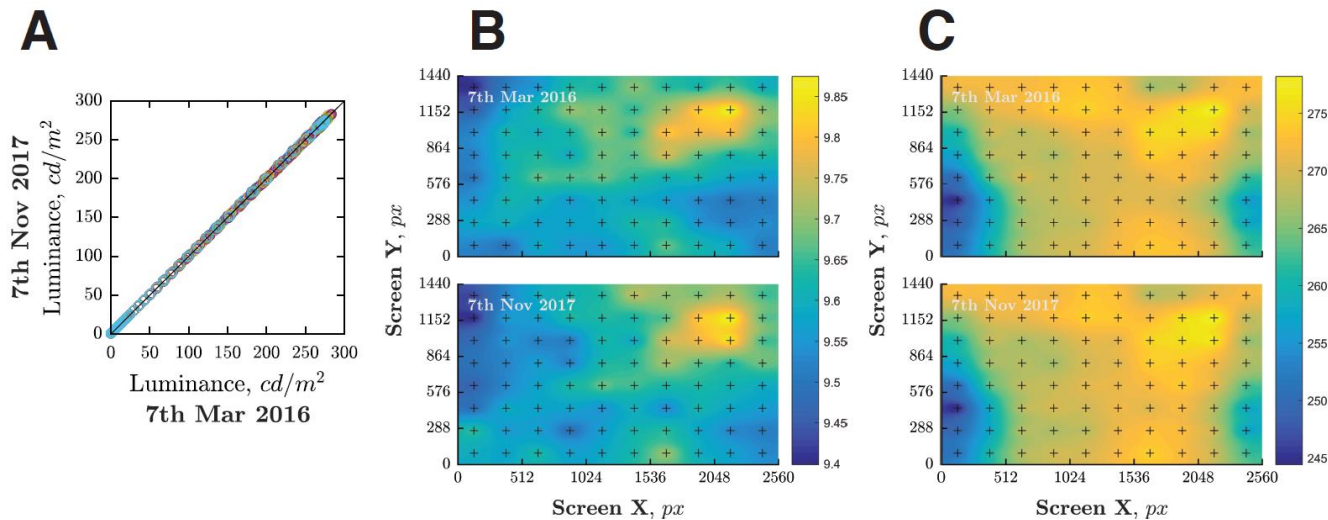 A
B
C
7th Nov 2017
Luminance, cd/m²
300
250
200
150
100
50
0
0 50 100 150 200 250 300
Luminance, cd/m²
7th Mar 2016
Screen Y, px
1440
1152
864
576
288
0
7th Mar 2016
1440
1152
864
576
288
0
7th Nov 2017
0 512 1024 1536 2048 2560
Screen X, px
9.85
9.8
9.75
9.7
9.65
9.6
9.55
9.5
9.45
9.4
Screen Y, px
1440
1152
864
576
288
0
7th Mar 2016
1440
1152
864
576
288
0
7th Nov 2017
0 512 1024 1536 2048 2560
Screen X, px
275
270
265
260
255
250
245